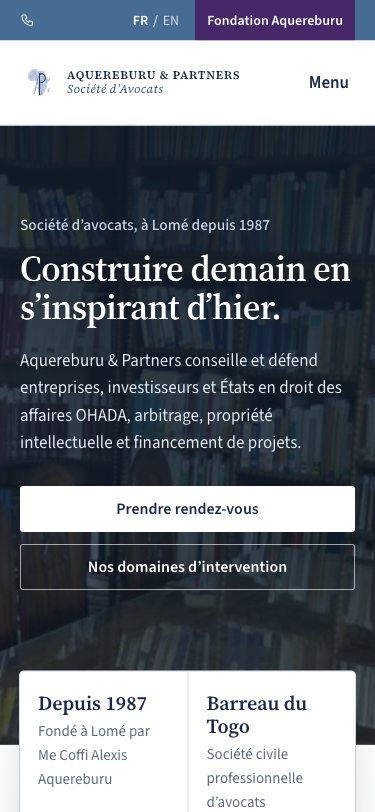 FR / EN
Fondation Aquereburu
AQUEREBURU & PARTNERS
Société d’Avocats
Menu
Société d’avocats, à Lomé depuis 1987
Construire demain en
s’inspirant d’hier.
Aquereburu & Partners conseille et défend
entreprises, investisseurs et États en droit des
affaires OHADA, arbitrage, propriété
intellectuelle et financement de projets.
Prendre rendez-vous
Nos domaines d’intervention
Depuis 1987
Fondé à Lomé par
Me Coffi Alexis
Aquereburu
Barreau du
Togo
Société civile
professionnelle
d’avocats